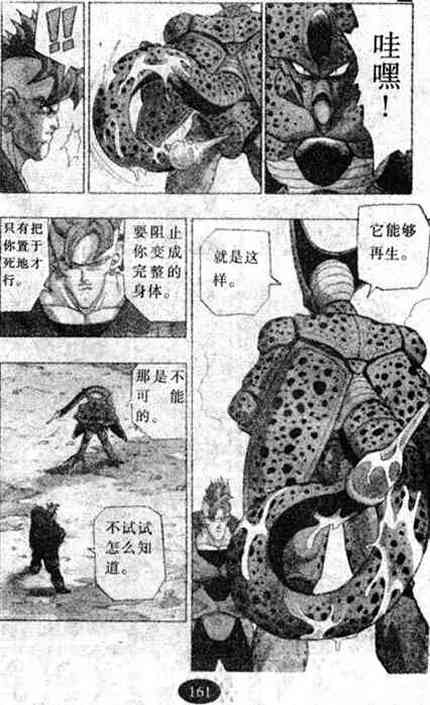 哇嘿！
!!
它能够
再生。
就是这
样。
要阻止
你变成
完整的
身体。
只有把
你置于
死地才
行。
那是不
可能
的。
不试试
怎么知
道。
161